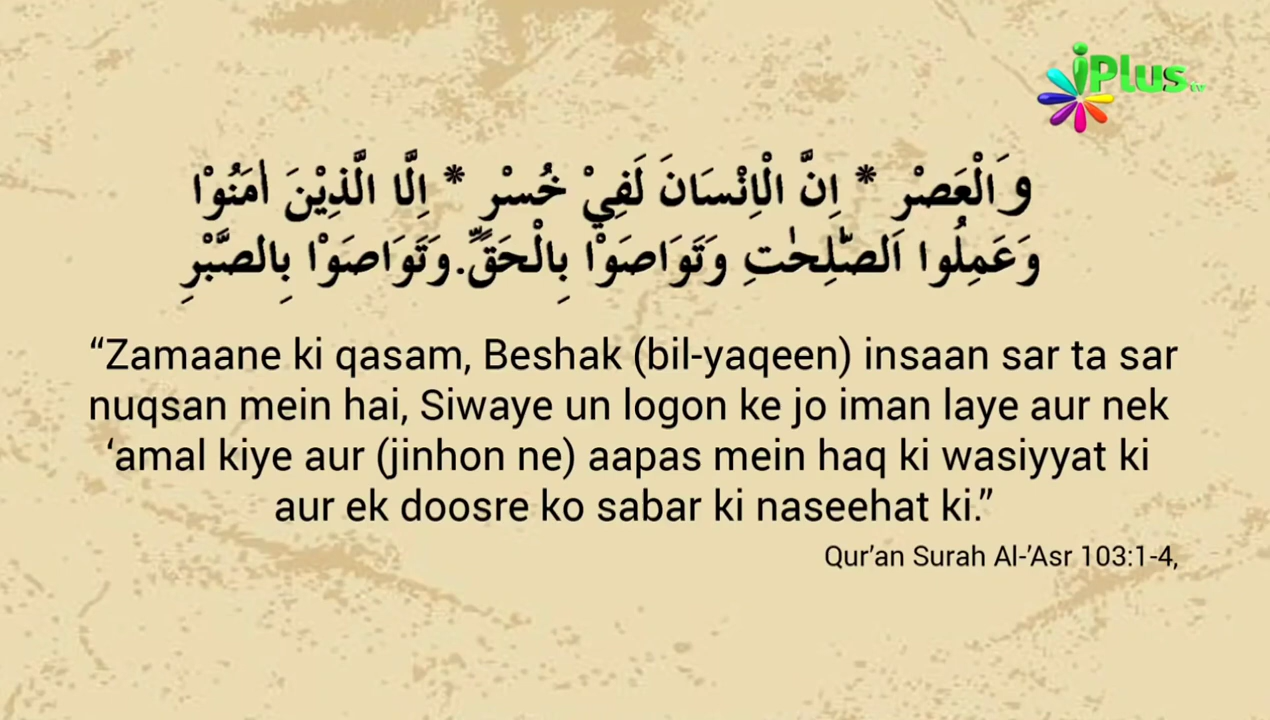 iPlus tv
وَالْعَصْرِ * اِنَّ الْاِنْسَانَ لَفِيْ خُسْرٍ * اِلَّا الَّذِيْنَ اٰمَنُوْا
وَعَمِلُوا الصّٰلِحٰتِ وَتَوَاصَوْا بِالْحَقِّ. وَتَوَاصَوْا بِالصَّبْرِ
“Zamaane ki qasam, Beshak (bil-yaqeen) insaan sar ta sar
nuqsan mein hai, Siwaye un logon ke jo iman laye aur nek
‘amal kiye aur (jinhon ne) aapas mein haq ki wasiyyat ki
aur ek doosre ko sabar ki naseehat ki.”
Qur’an Surah Al-’Asr 103:1-4,